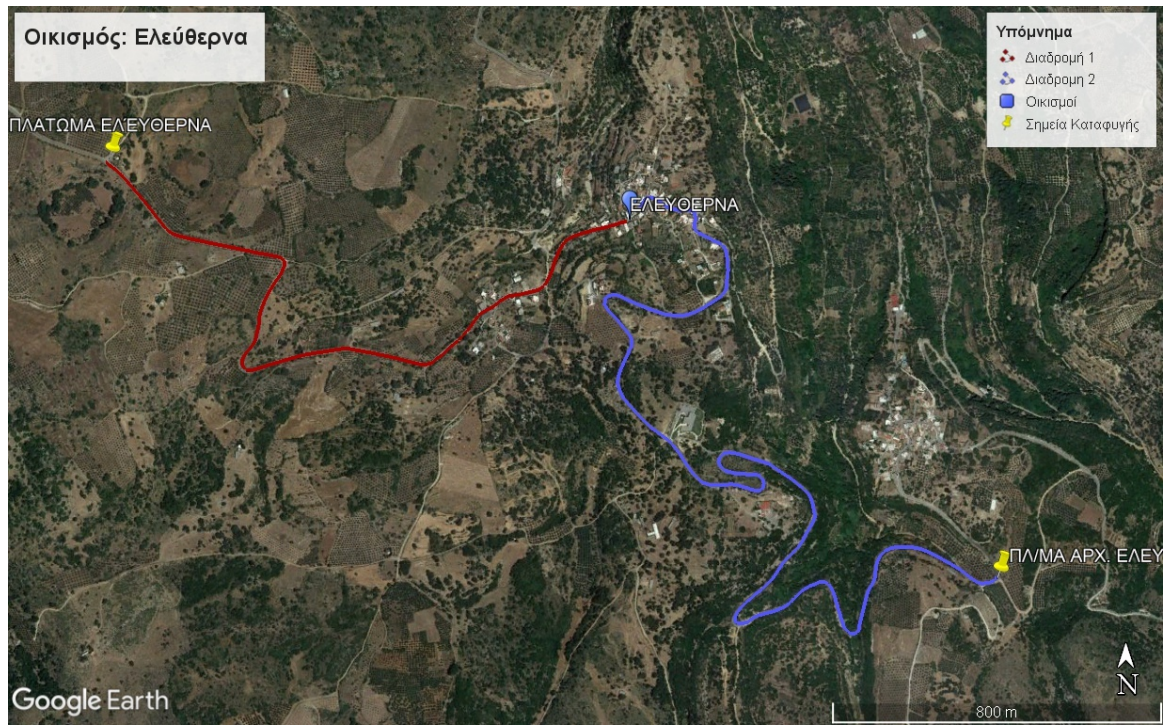 Οικισμός: Ελεύθερνα
Υπόμνημα
Διαδρομή 1
Διαδρομη 2
Οικισμοί
Σημεία Καταφυγής
ΠΛΑΤΩΜΑ ΕΛΕΥΘΕΡΝΑ
ΕΛΕΥΘΕΡΝΑ
ΠΛ/ΜΑ ΑΡΧ. ΕΛΕΥ
N
Google Earth
800 m